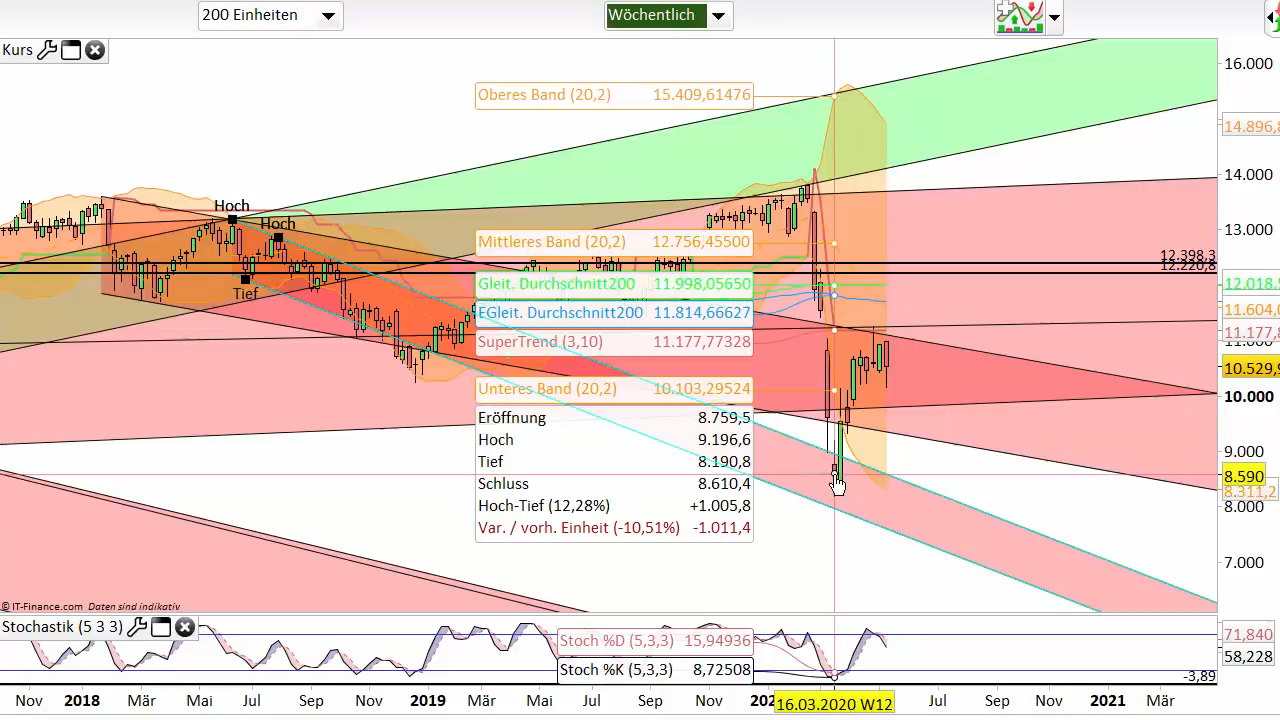 200 Einheiten
Wöchentlich
Kurs
16.000
Oberes Band (20,2) 15.409,61476
14.896,8
14.000
Hoch
Hoch
13.000
Mittleres Band (20,2) 12.756,45500
12.398,3
12.220,8
Gleit. Durchschnitt200 11.998,05650
12.018,5
Tief
EGleit. Durchschnitt200 11.814,66627
11.604,0
SuperTrend (3,10) 11.177,77328
11.177,7
11.000
10.529,9
Unteres Band (20,2) 10.103,29524
10.000
Eröffnung 8.759,5
Hoch 9.196,6
9.000
Tief 8.190,8
8.590
Schluss 8.610,4
8.311,2
Hoch-Tief (12,28%) +1.005,8
8.000
Var. / vorh. Einheit (-10,51%) -1.011,4
7.000
© IT-Finance.com Daten sind indikativ
Stochastik (5 3 3)
Stoch %D (5,3,3) 15,94936
71,840
58,228
Stoch %K (5,3,3) 8,72508
-3,89
Nov 2018 Mär Mai Jul Sep Nov 2019 Mär Mai Jul Sep Nov 16.03.2020 W12 Jul Sep Nov 2021 Mär